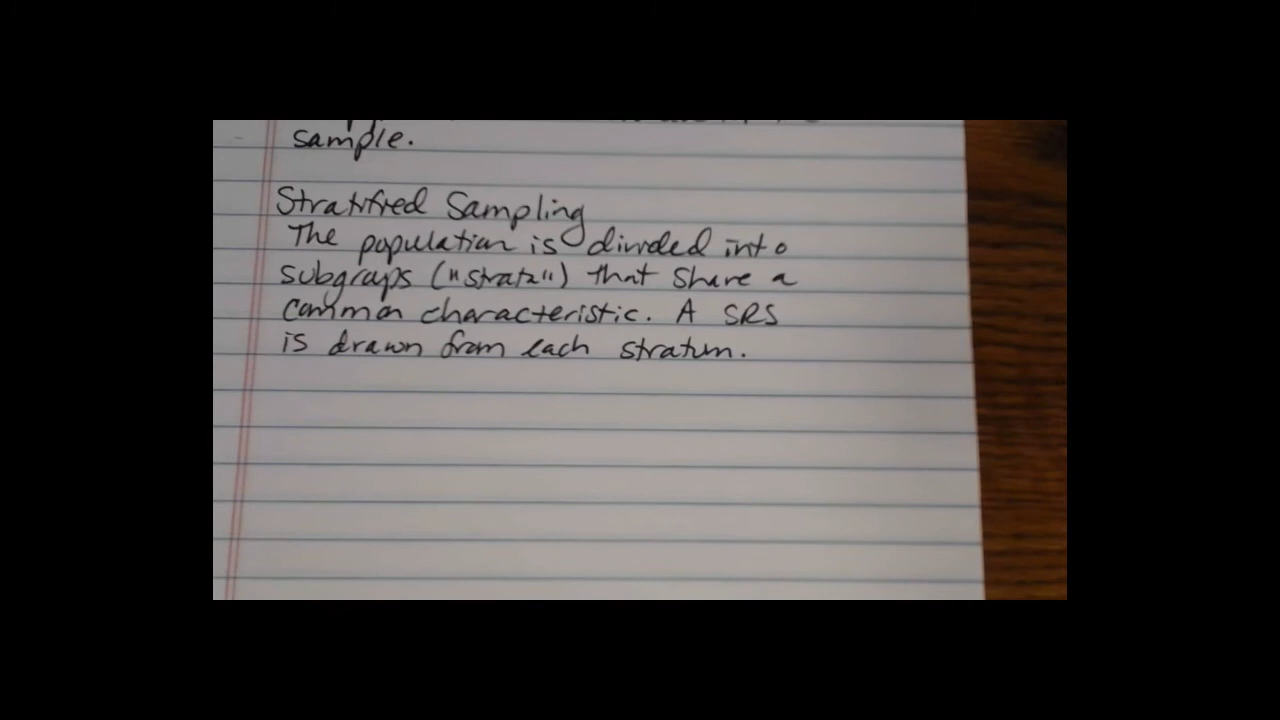 sample.
Stratified Sampling
The population is divided into
subgroups ("strata") that share a
common characteristic. A SRS
is drawn from each stratum.